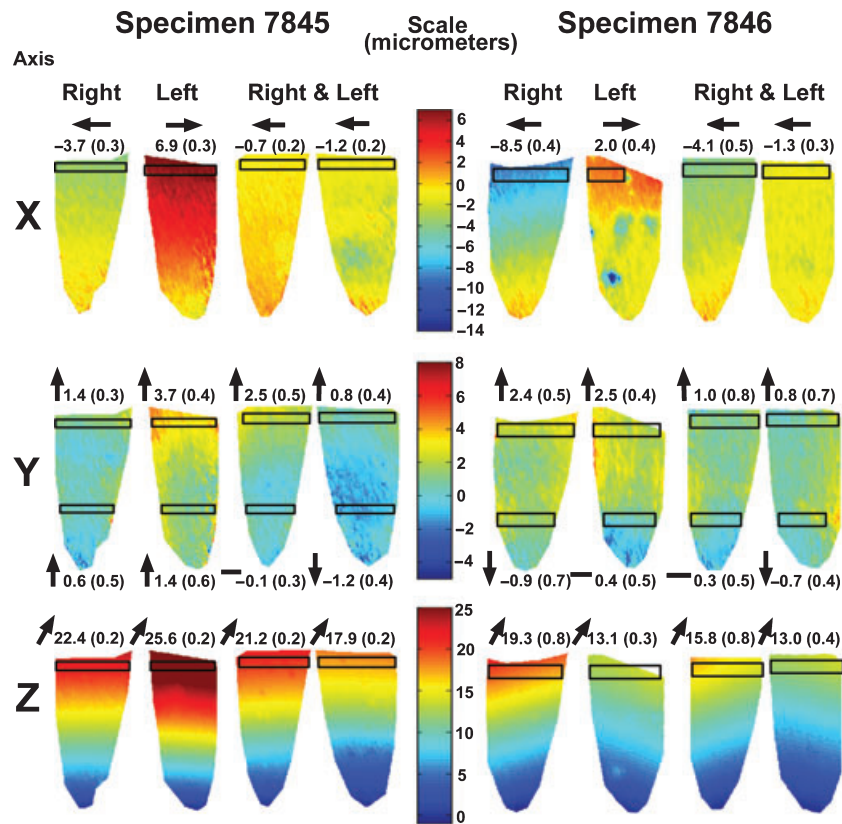 Specimen 7845 Scale (micrometers) Specimen 7846
Axis
Right Left Right & Left Right Left Right & Left
−3.7 (0.3) 6.9 (0.3) −0.7 (0.2) −1.2 (0.2) −8.5 (0.4) 2.0 (0.4) −4.1 (0.5) −1.3 (0.3)
X
6
4
2
0
−2
−4
−6
−8
−10
−12
−14
1.4 (0.3) 3.7 (0.4) 2.5 (0.5) 0.8 (0.4) 2.4 (0.5) 2.5 (0.4) 1.0 (0.8) 0.8 (0.7)
Y
8
6
4
2
0
−2
−4
0.6 (0.5) 1.4 (0.6) −0.1 (0.3) −1.2 (0.4) −0.9 (0.7) 0.4 (0.5) 0.3 (0.5) −0.7 (0.4)
22.4 (0.2) 25.6 (0.2) 21.2 (0.2) 17.9 (0.2) 19.3 (0.8) 13.1 (0.3) 15.8 (0.8) 13.0 (0.4)
Z
25
20
15
10
5
0